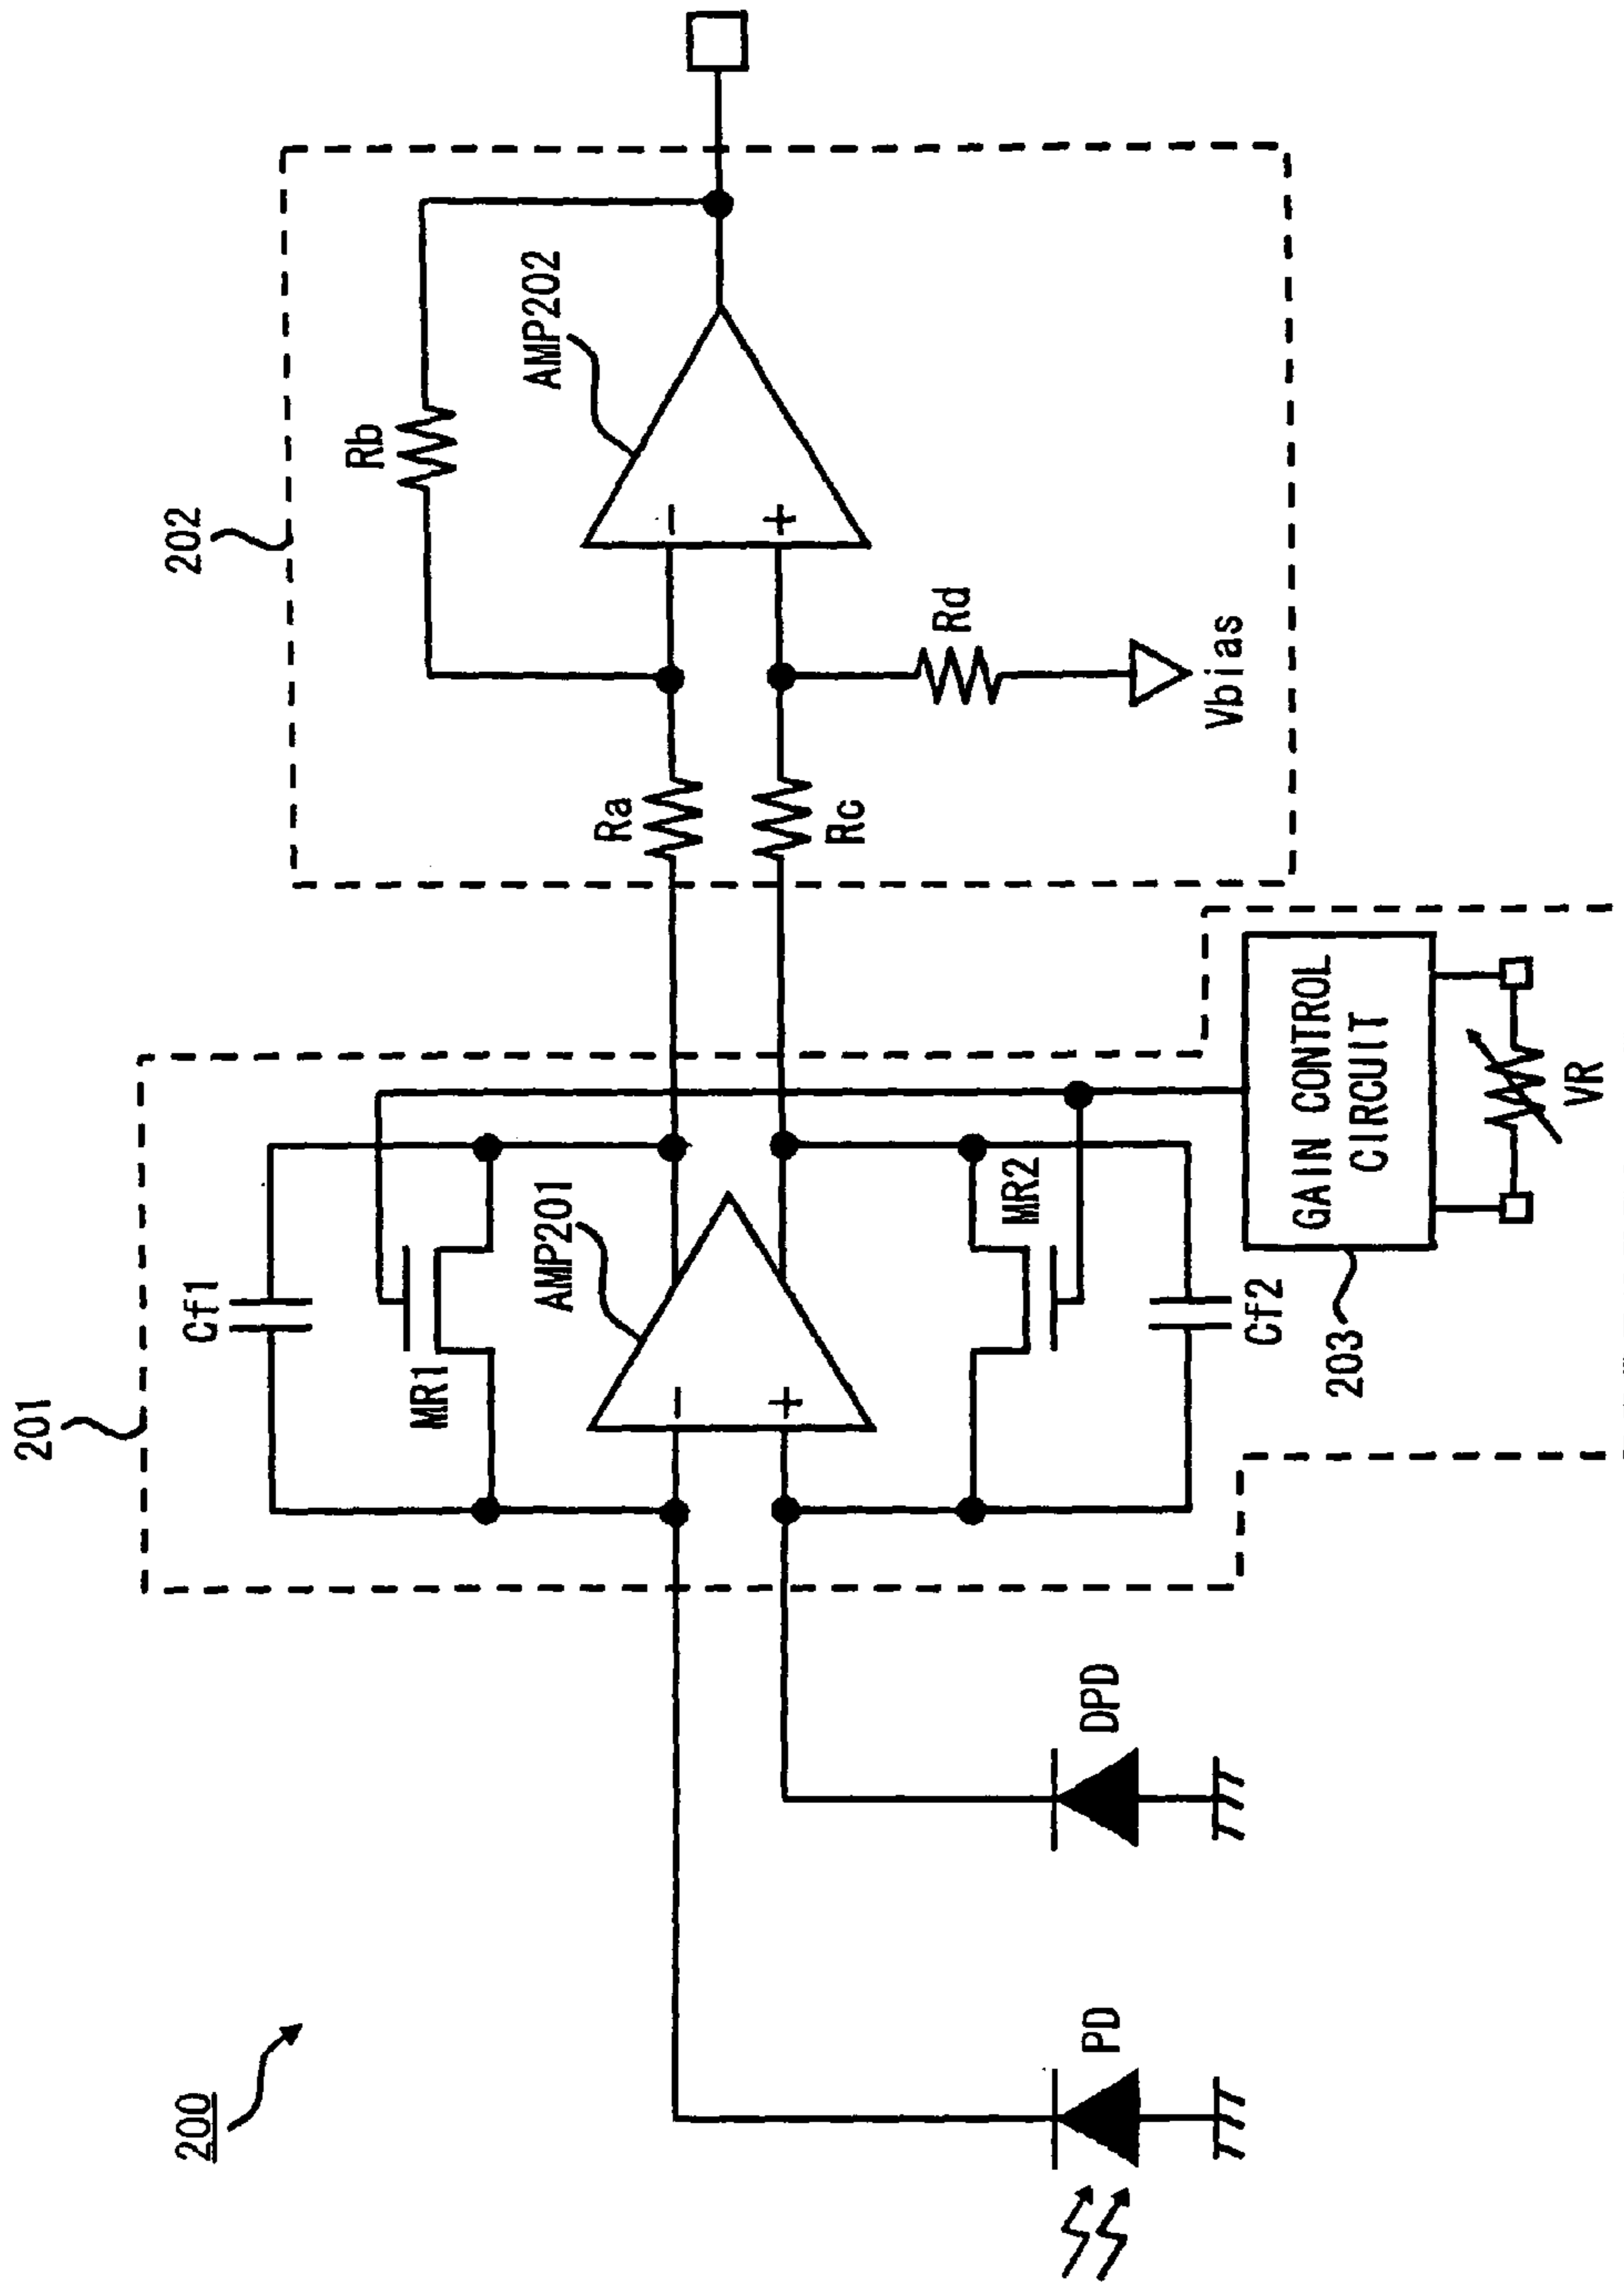 200
201
202
Cf1
MR1
AMP201
-
+
MR2
Cf2
Rb
AMP202
-
+
Ra
Rc
Rd
Vbias
PD
DPD
203
GAIN CONTROL
CIRCUIT
VR